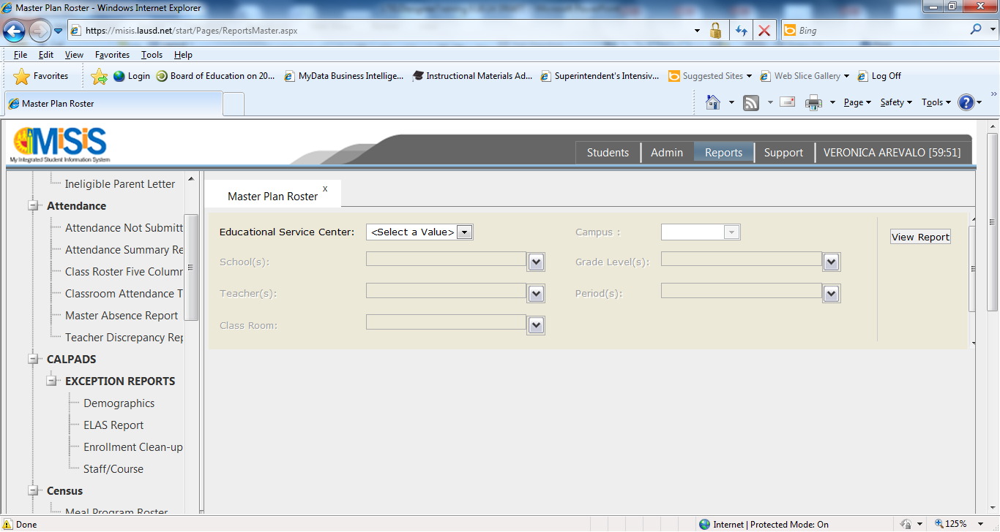 Master Plan Roster - Windows Internet Explorer
https://misis.lausd.net/start/Pages/ReportsMaster.aspx
Bing
File Edit View Favorites Tools Help
Favorites Login Board of Education on 20... MyData Business Intellige... Instructional Materials Ad... Superintendent's Intensiv... Suggested Sites Web Slice Gallery Log Off
Master Plan Roster
Page Safety Tools
MiSiS
My Integrated Student Information System
Students Admin Reports Support VERONICA AREVALO [59:51]
Ineligible Parent Letter
Attendance
Attendance Not Submitt
Attendance Summary Re
Class Roster Five Column
Classroom Attendance T
Master Absence Report
Teacher Discrepancy Rep
CALPADS
EXCEPTION REPORTS
Demographics
ELAS Report
Enrollment Clean-up
Staff/Course
Census
Meal Program Roster
Master Plan Roster x
Educational Service Center: <Select a Value> Campus :
View Report
School(s): Grade Level(s):
Teacher(s): Period(s):
Class Room:
Done Internet | Protected Mode: On 125%